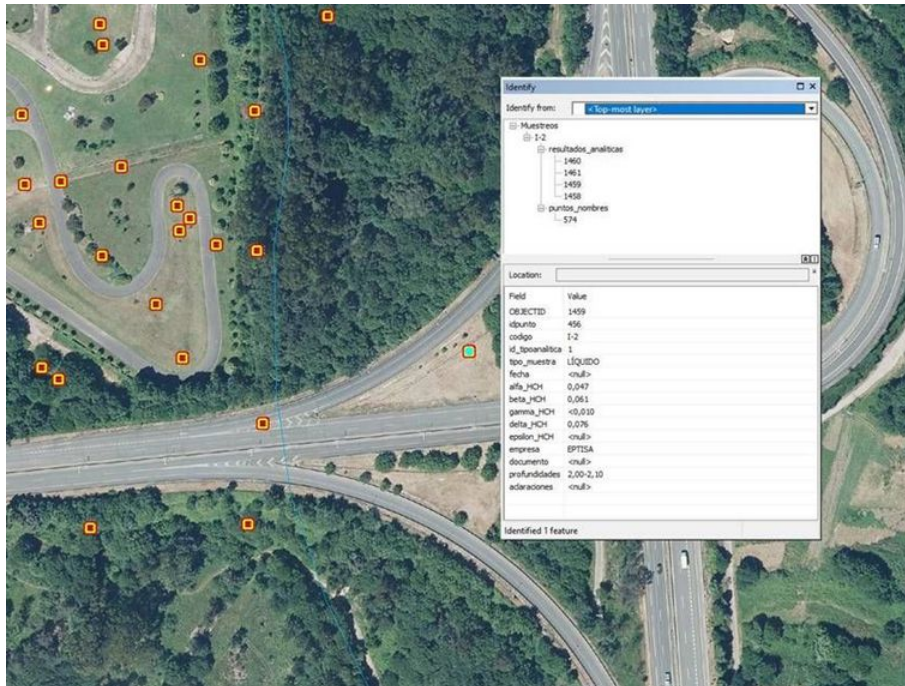 Identify
Identify from: <Top-most layer>
Muestreos
I-2
resultados_analiticas
1460
1461
1459
1458
puntos_nombres
574
Location:
Field Value
OBJECTID 1459
idpunto 456
codigo I-2
id_tipoanalitica 1
tipo_muestra LÍQUIDO
fecha <null>
alfa_HCH 0,047
beta_HCH 0,061
gamma_HCH <0,010
delta_HCH 0,076
epsilon_HCH <null>
empresa EPTISA
documento <null>
profundidades 2,00-2,10
aclaraciones <null>
Identified 1 feature